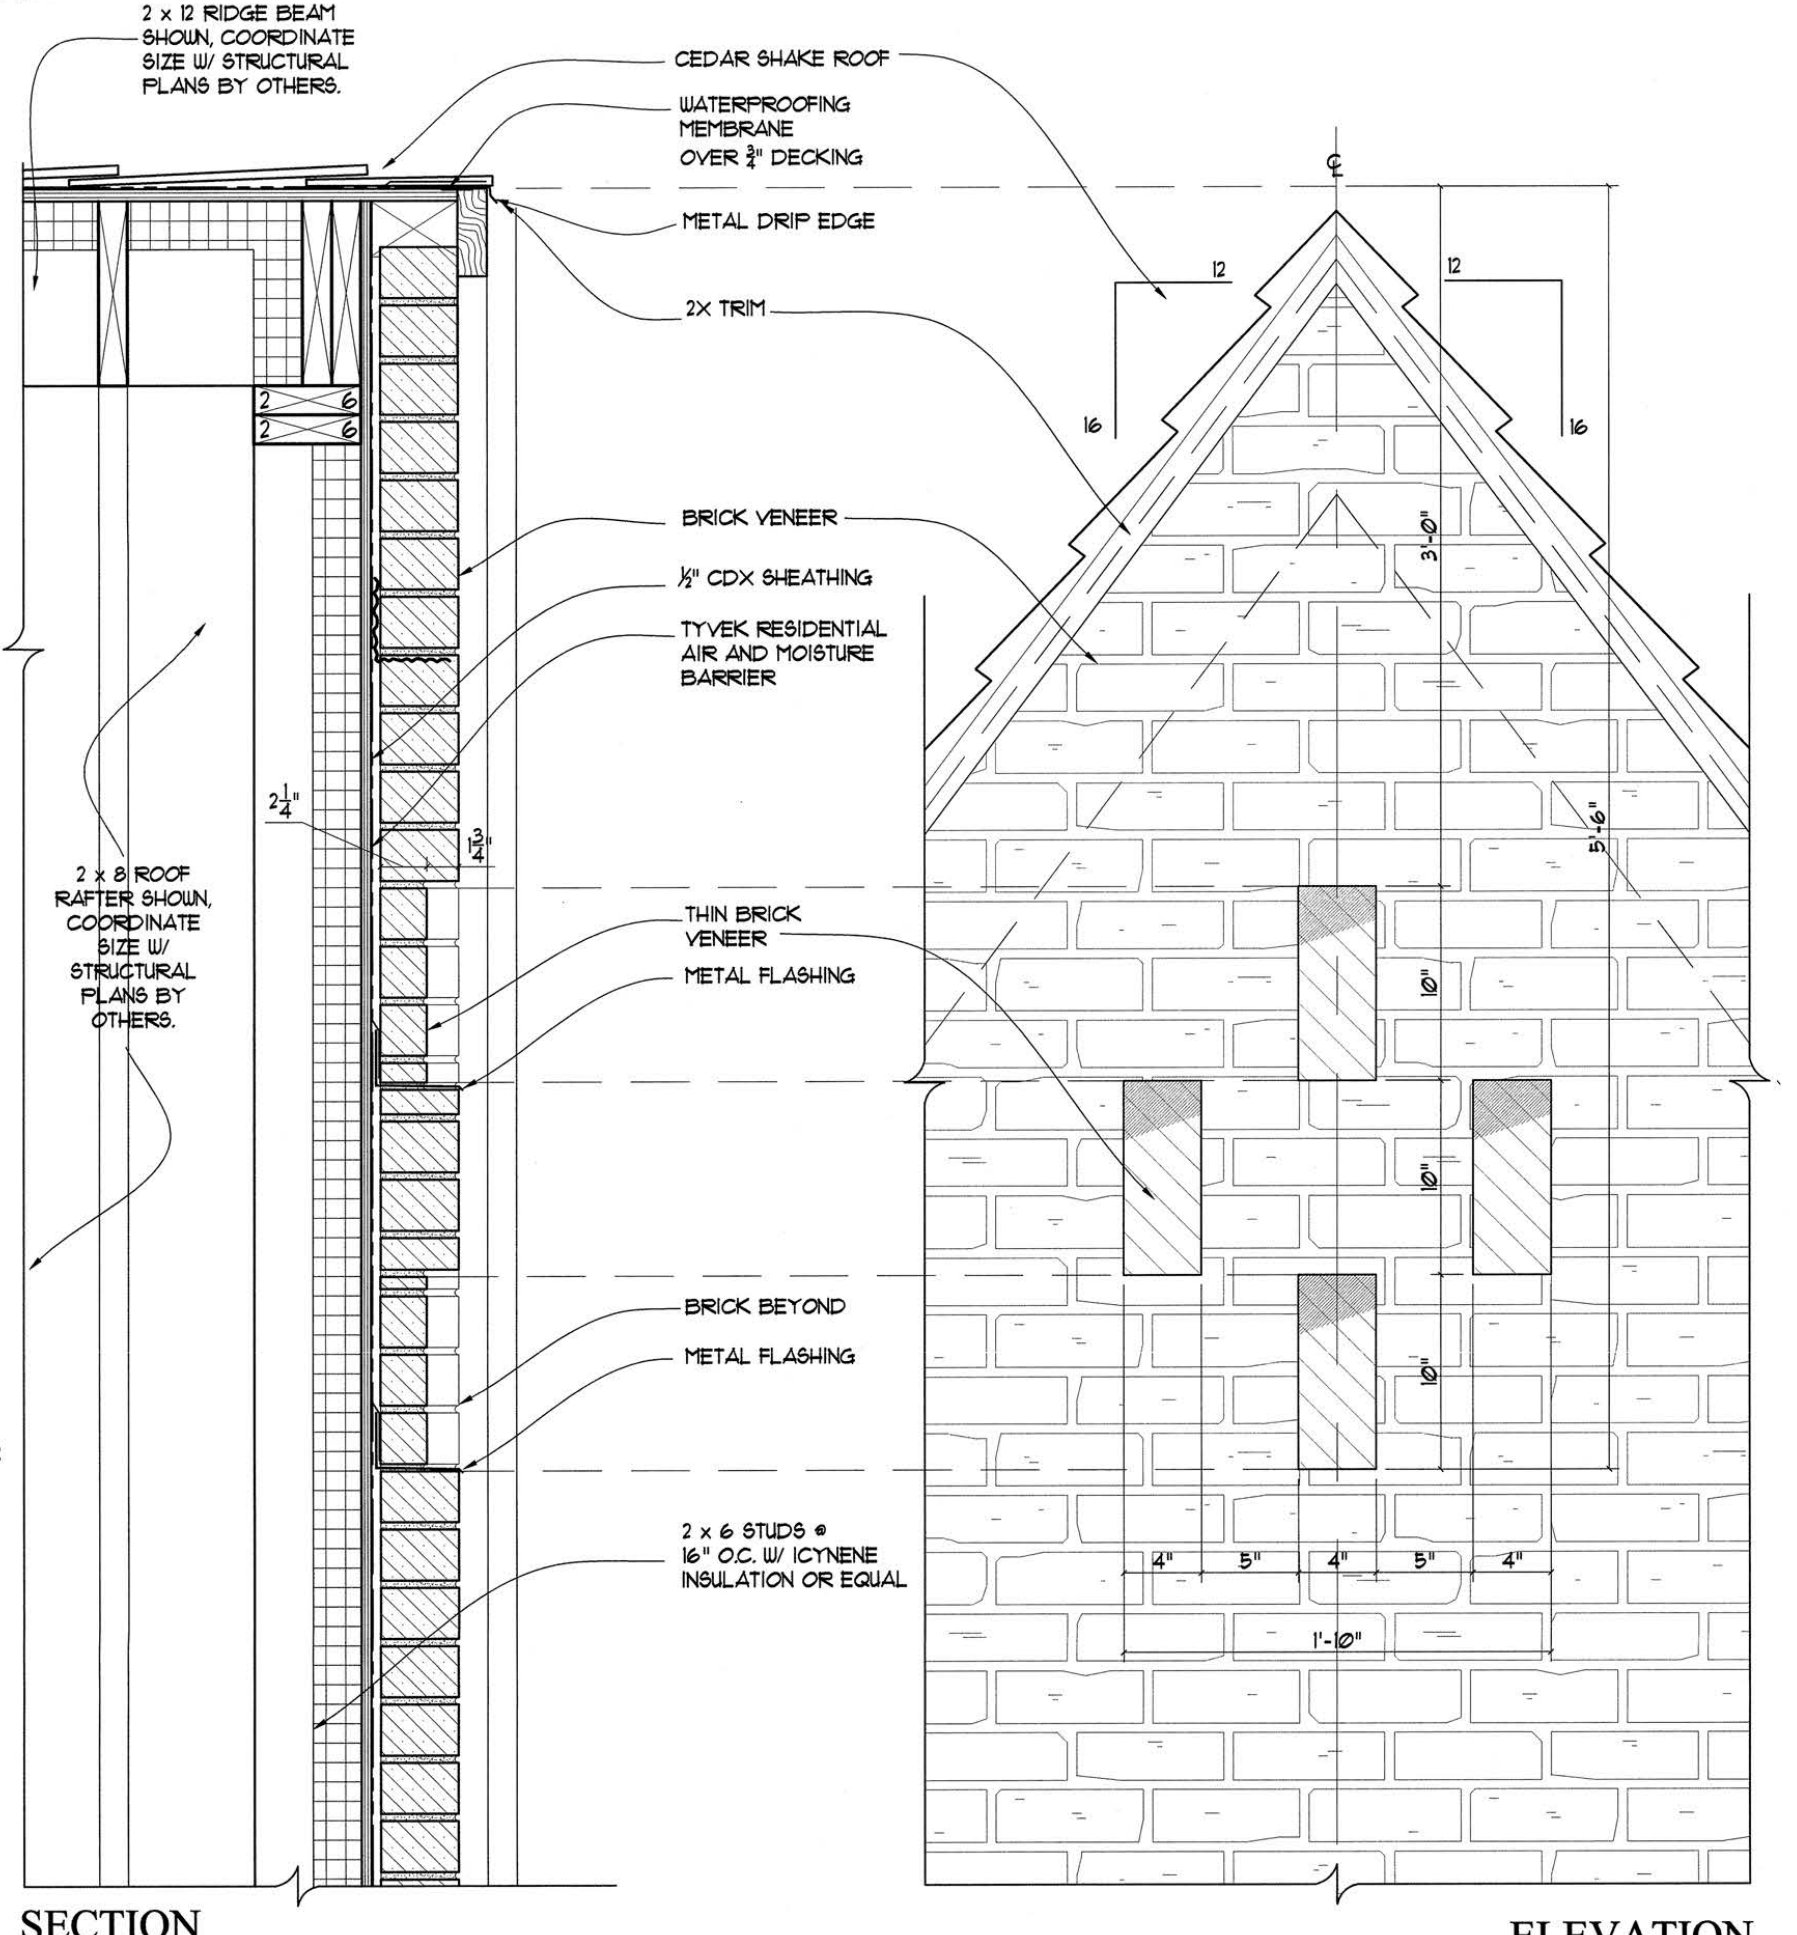 2 x 12 RIDGE BEAM
SHOWN, COORDINATE
SIZE W/ STRUCTURAL
PLANS BY OTHERS.
CEDAR SHAKE ROOF
WATERPROOFING
MEMBRANE
OVER 3/4" DECKING
METAL DRIP EDGE
2X TRIM
BRICK VENEER
1/2" CDX SHEATHING
TYVEK RESIDENTIAL
AIR AND MOISTURE
BARRIER
2 6
2 6
2 1/4"
1 3/4"
2 x 8 ROOF
RAFTER SHOWN,
COORDINATE
SIZE W/
STRUCTURAL
PLANS BY
OTHERS.
THIN BRICK
VENEER
METAL FLASHING
BRICK BEYOND
METAL FLASHING
2 x 6 STUDS @
16" O.C. W/ ICYNENE
INSULATION OR EQUAL
SECTION
℄
12
12
16
16
3'-0"
5'-6"
10"
10"
10"
4" 5" 4" 5" 4"
1'-10"
ELEVATION